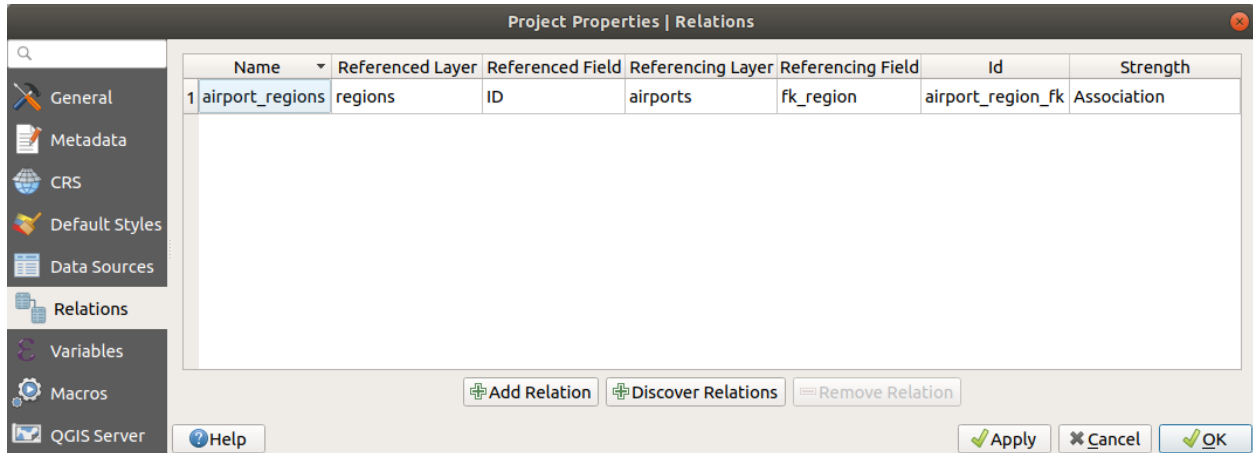 Project Properties | Relations
Name Referenced Layer Referenced Field Referencing Layer Referencing Field Id Strength
1 airport_regions regions ID airports fk_region airport_region_fk Association
General
Metadata
CRS
Default Styles
Data Sources
Relations
Variables
Macros
QGIS Server
Add Relation Discover Relations Remove Relation
Help Apply Cancel OK